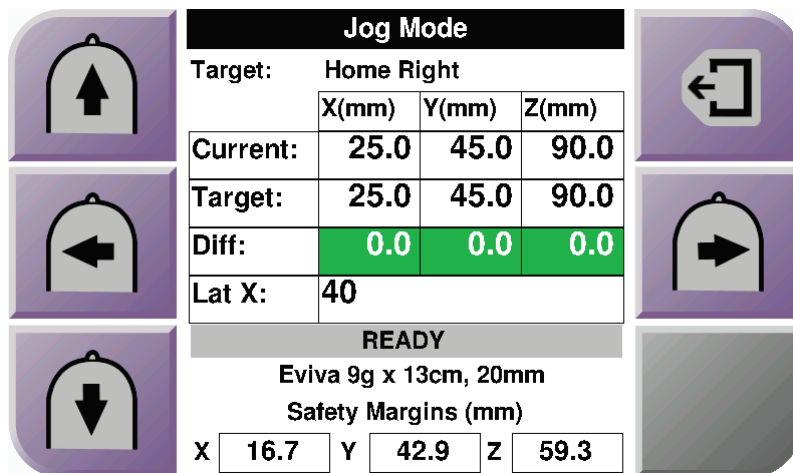 Jog Mode
Target: Home Right
X(mm) Y(mm) Z(mm)
Current: 25.0 45.0 90.0
Target: 25.0 45.0 90.0
Diff: 0.0 0.0 0.0
Lat X: 40
READY
Eviva 9g x 13cm, 20mm
Safety Margins (mm)
X 16.7 Y 42.9 Z 59.3